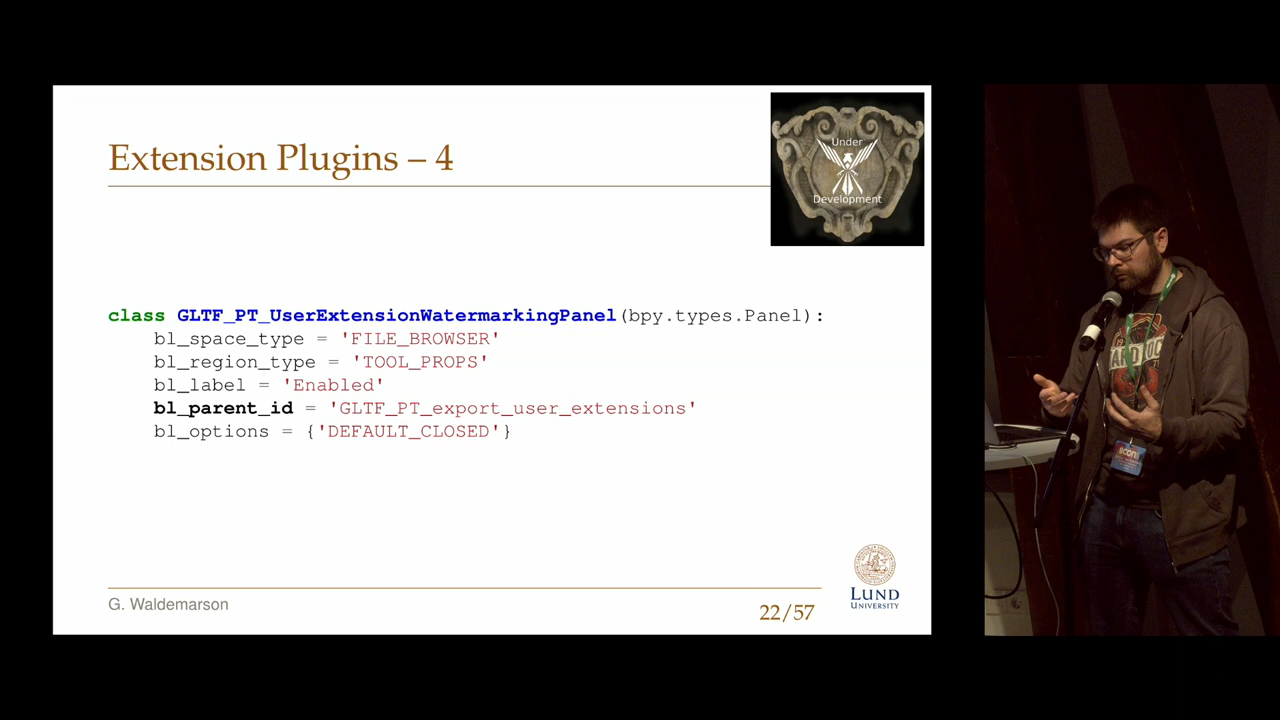 Extension Plugins – 4
Under
Development
class GLTF_PT_UserExtensionWatermarkingPanel(bpy.types.Panel):
    bl_space_type = 'FILE_BROWSER'
    bl_region_type = 'TOOL_PROPS'
    bl_label = 'Enabled'
    bl_parent_id = 'GLTF_PT_export_user_extensions'
    bl_options = {'DEFAULT_CLOSED'}
G. Waldemarson
22/57
LUND
UNIVERSITY